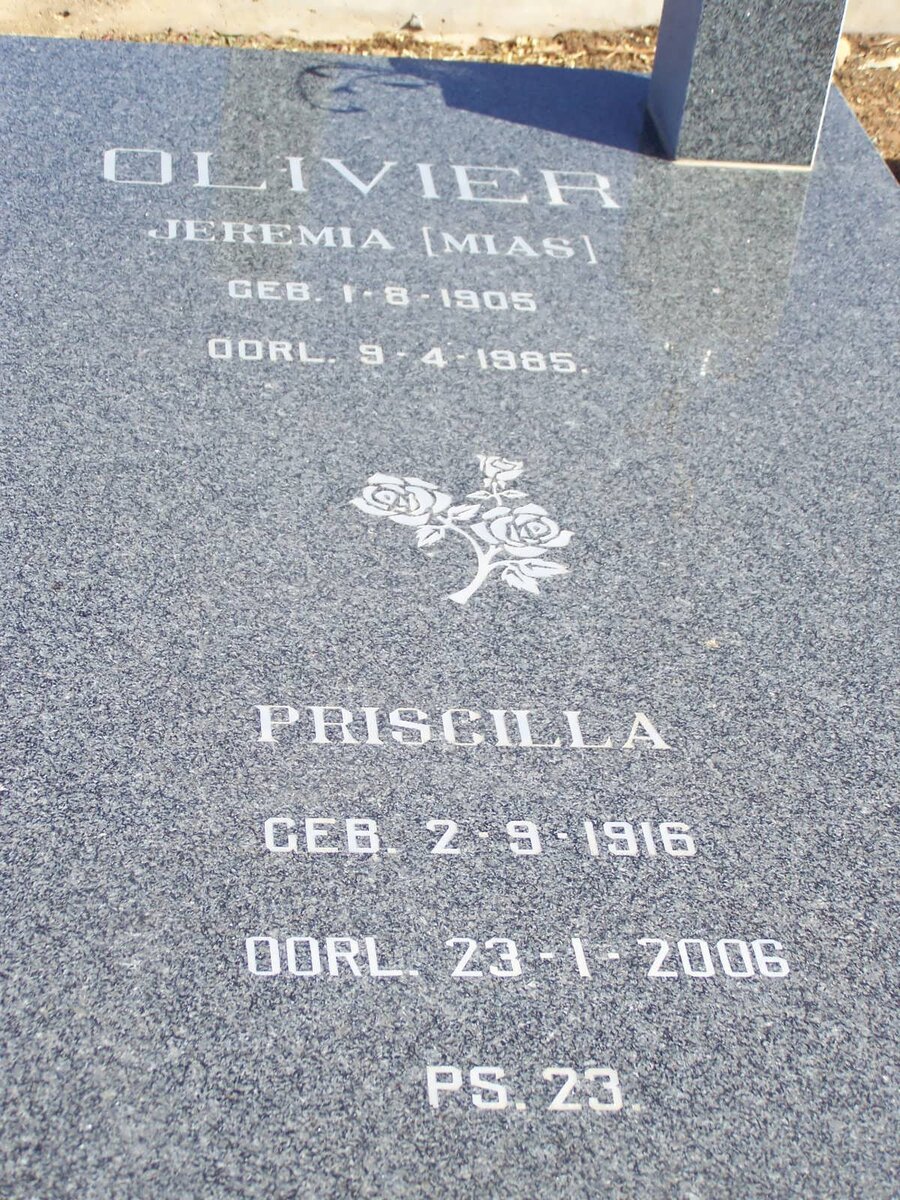 OLIVIER
JEREMIA [MIAS]
GEB. 1-8-1905
OORL. 9-4-1985.
PRISCILLA
GEB. 2-9-1916
OORL. 23-1-2006
PS. 23.